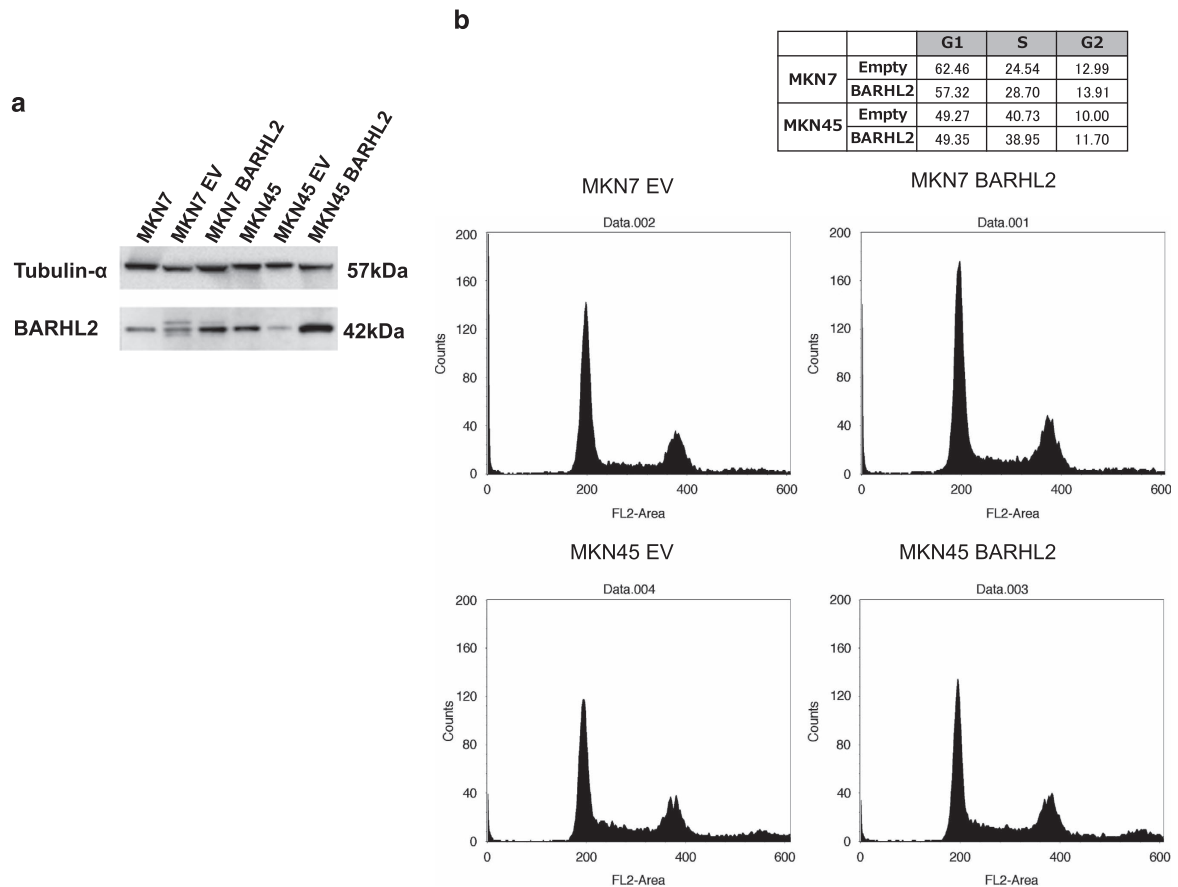 a
MKN7
MKN7 EV
MKN7 BARHL2
MKN45
MKN45 EV
MKN45 BARHL2
Tubulin-α 57kDa
BARHL2 42kDa
b
G1 S G2
MKN7 Empty 62.46 24.54 12.99
BARHL2 57.32 28.70 13.91
MKN45 Empty 49.27 40.73 10.00
BARHL2 49.35 38.95 11.70
MKN7 EV
Data.002
200
160
120
80
40
0
Counts
0 200 400 600
FL2-Area
MKN7 BARHL2
Data.001
200
160
120
80
40
0
Counts
0 200 400 600
FL2-Area
MKN45 EV
Data.004
200
160
120
80
40
0
Counts
0 200 400 600
FL2-Area
MKN45 BARHL2
Data.003
200
160
120
80
40
0
Counts
0 200 400 600
FL2-Area